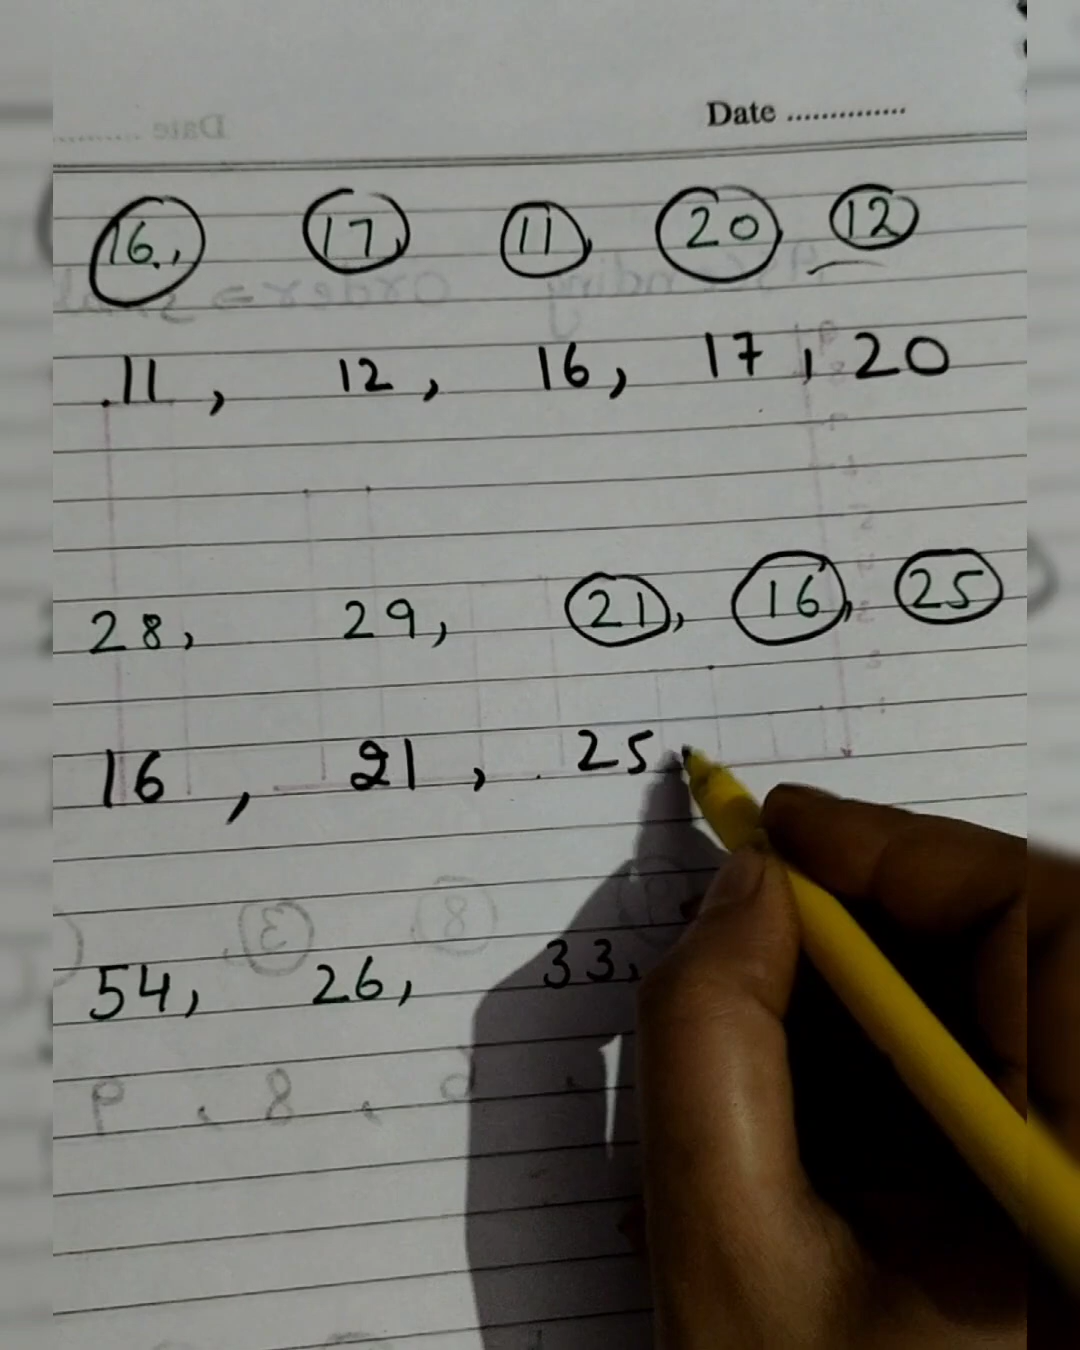 Date ..............
16, 17, 11, 20, 12
11, 12, 16, 17, 20
28, 29, 21, 16, 25
16, 21, 25
54, 26, 33,